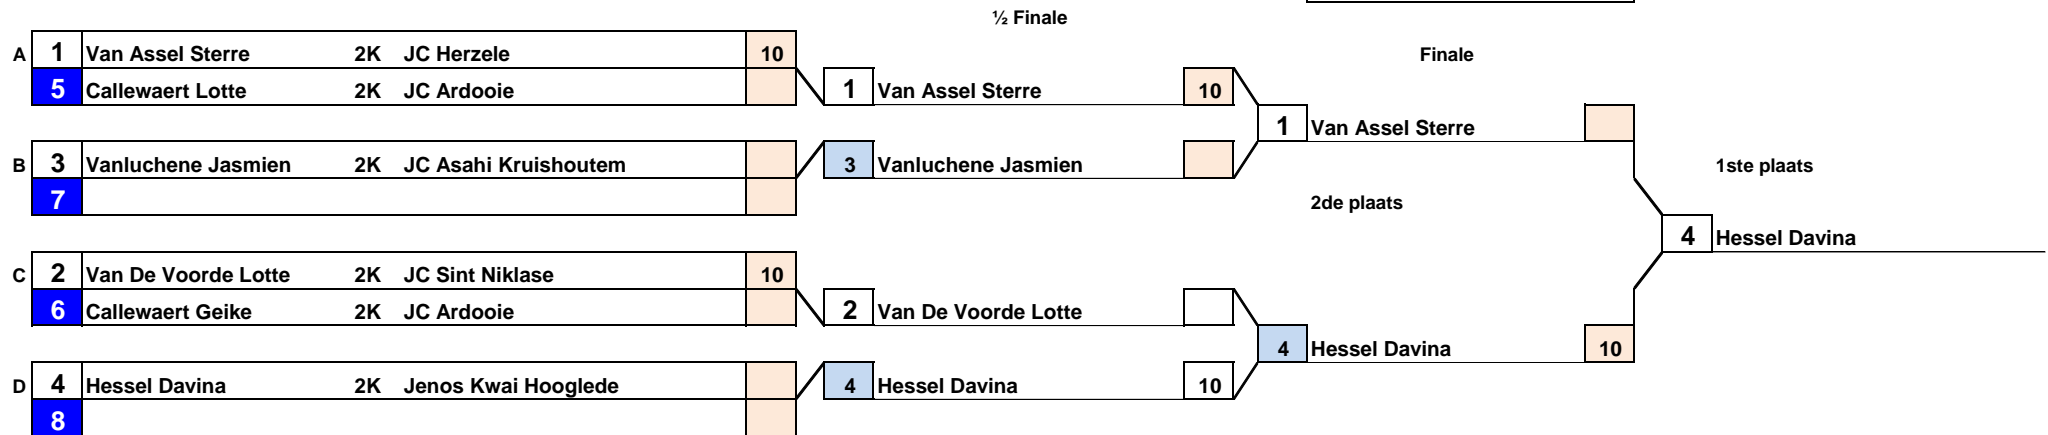 ½ Finale
A 1 Van Assel Sterre 2K JC Herzele 10
Finale
5 Callewaert Lotte 2K JC Ardooie
1 Van Assel Sterre 10
1 Van Assel Sterre
B 3 Vanluchene Jasmien 2K JC Asahi Kruishoutem
3 Vanluchene Jasmien
1ste plaats
7
2de plaats
4 Hessel Davina
C 2 Van De Voorde Lotte 2K JC Sint Niklase 10
6 Callewaert Geike 2K JC Ardooie
2 Van De Voorde Lotte
4 Hessel Davina 10
D 4 Hessel Davina 2K Jenos Kwai Hooglede
4 Hessel Davina 10
8